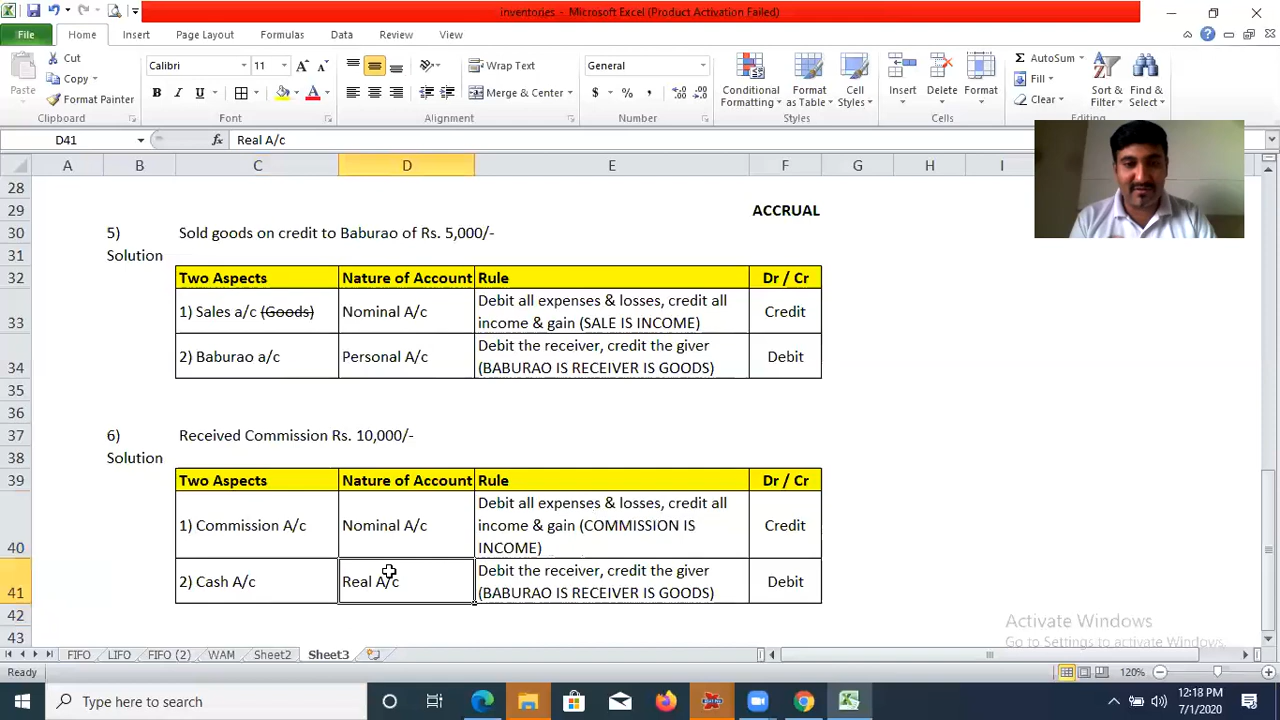 inventories - Microsoft Excel (Product Activation Failed)
File Home Insert Page Layout Formulas Data Review View
Cut
Copy
Format Painter
Paste
Clipboard
Calibri 11
B I U
Font
Wrap Text
Merge & Center
Alignment
General
$ % ,
Number
Conditional Formatting
Format as Table
Cell Styles
Styles
Insert Delete Format
Cells
Σ AutoSum
Fill
Clear
Sort & Filter
Find & Select
Editing
D41 fx Real A/c
A B C D E F G H I
28
29 ACCRUAL
30 5) Sold goods on credit to Baburao of Rs. 5,000/-
31 Solution
32 Two Aspects Nature of Account Rule Dr / Cr
33 1) Sales a/c (Goods) Nominal A/c Debit all expenses & losses, credit all income & gain (SALE IS INCOME) Credit
34 2) Baburao a/c Personal A/c Debit the receiver, credit the giver (BABURAO IS RECEIVER IS GOODS) Debit
35
36
37 6) Received Commission Rs. 10,000/-
38 Solution
39 Two Aspects Nature of Account Rule Dr / Cr
40 1) Commission A/c Nominal A/c Debit all expenses & losses, credit all income & gain (COMMISSION IS INCOME) Credit
41 2) Cash A/c Real A/c Debit the receiver, credit the giver (BABURAO IS RECEIVER IS GOODS) Debit
42
43
Activate Windows
Go to Settings to activate Windows.
FIFO LIFO FIFO (2) WAM Sheet2 Sheet3
Ready 120%
Type here to search
12:18 PM
7/1/2020